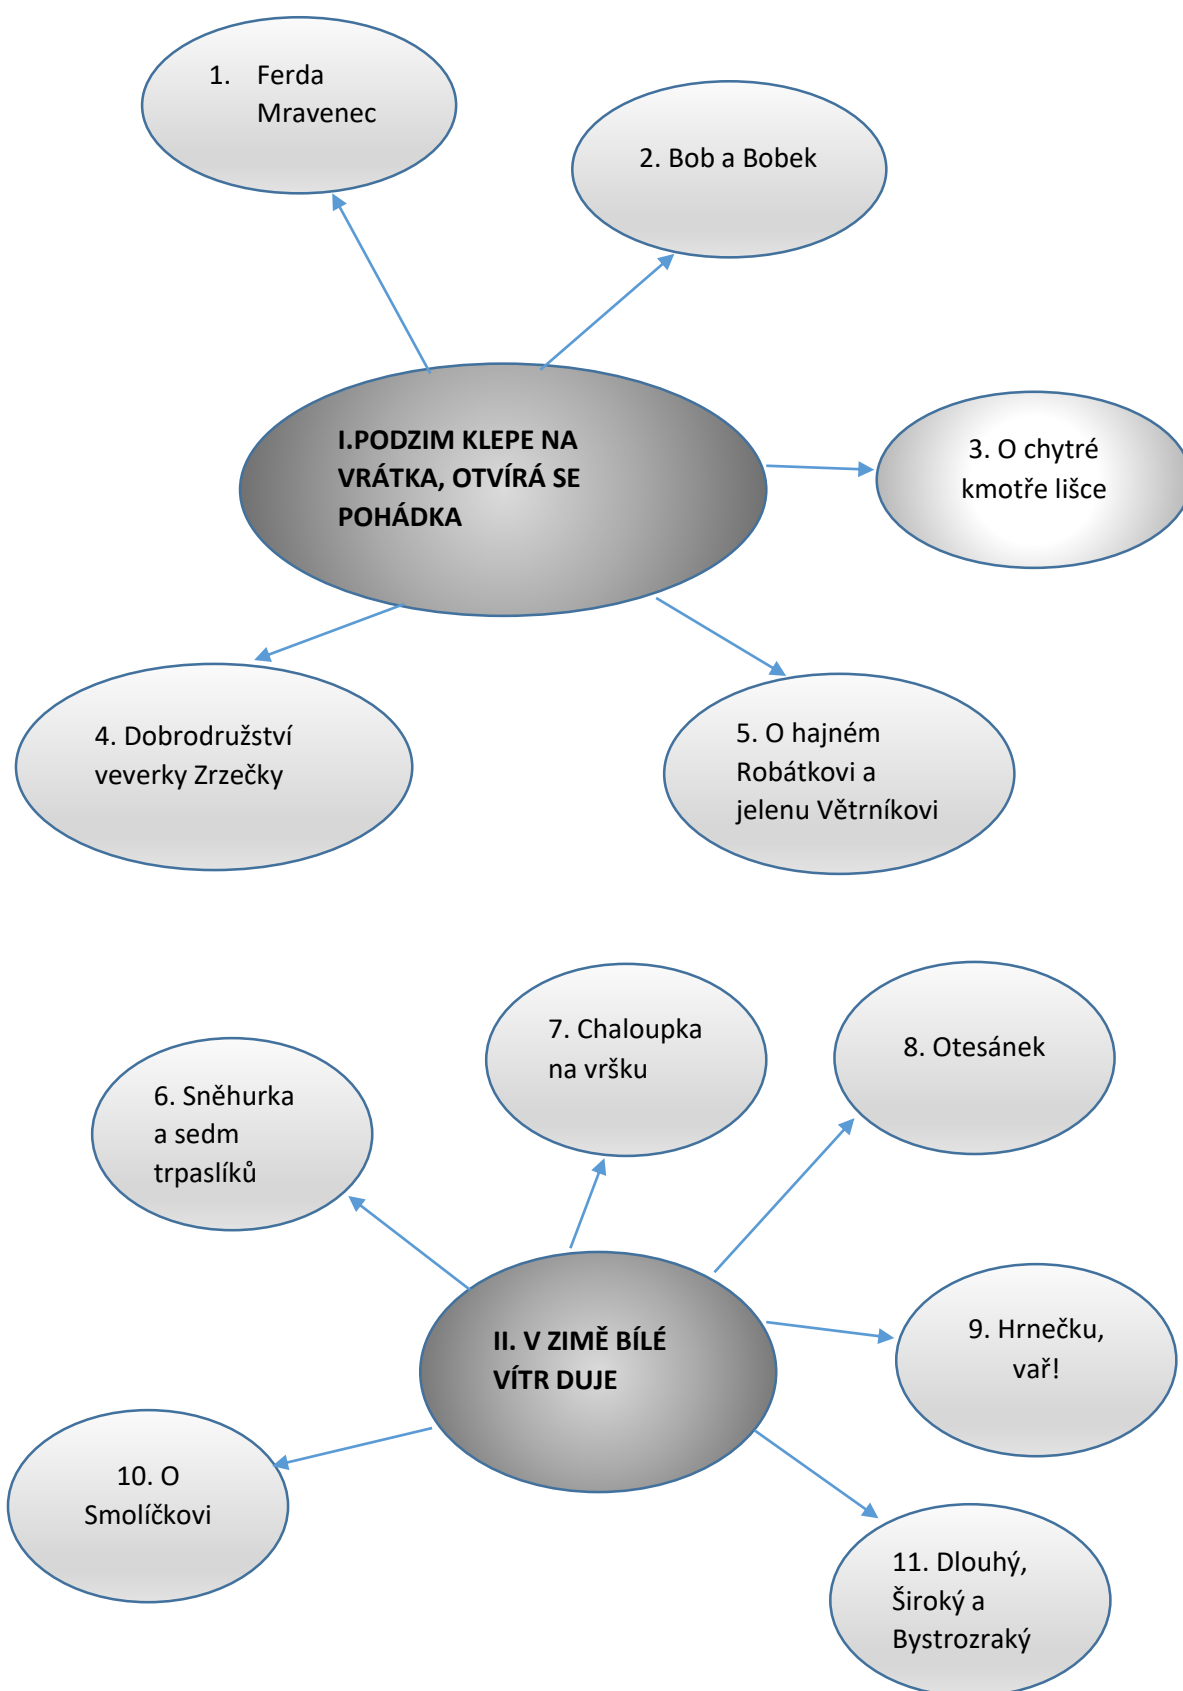 1. Ferda
Mravenec
2. Bob a Bobek
I.PODZIM KLEPE NA
VRÁTKA, OTVÍRÁ SE
POHÁDKA
3. O chytré
kmotře lišce
4. Dobrodružství
veverky Zrzečky
5. O hajném
Robátkovi a
jelenu Větrníkovi
6. Sněhurka
a sedm
trpaslíků
7. Chaloupka
na vršku
8. Otesánek
II. V ZIMĚ BÍLÉ
VÍTR DUJE
9. Hrnečku,
vař!
10. O
Smolíčkovi
11. Dlouhý,
Široký a
Bystrozraký